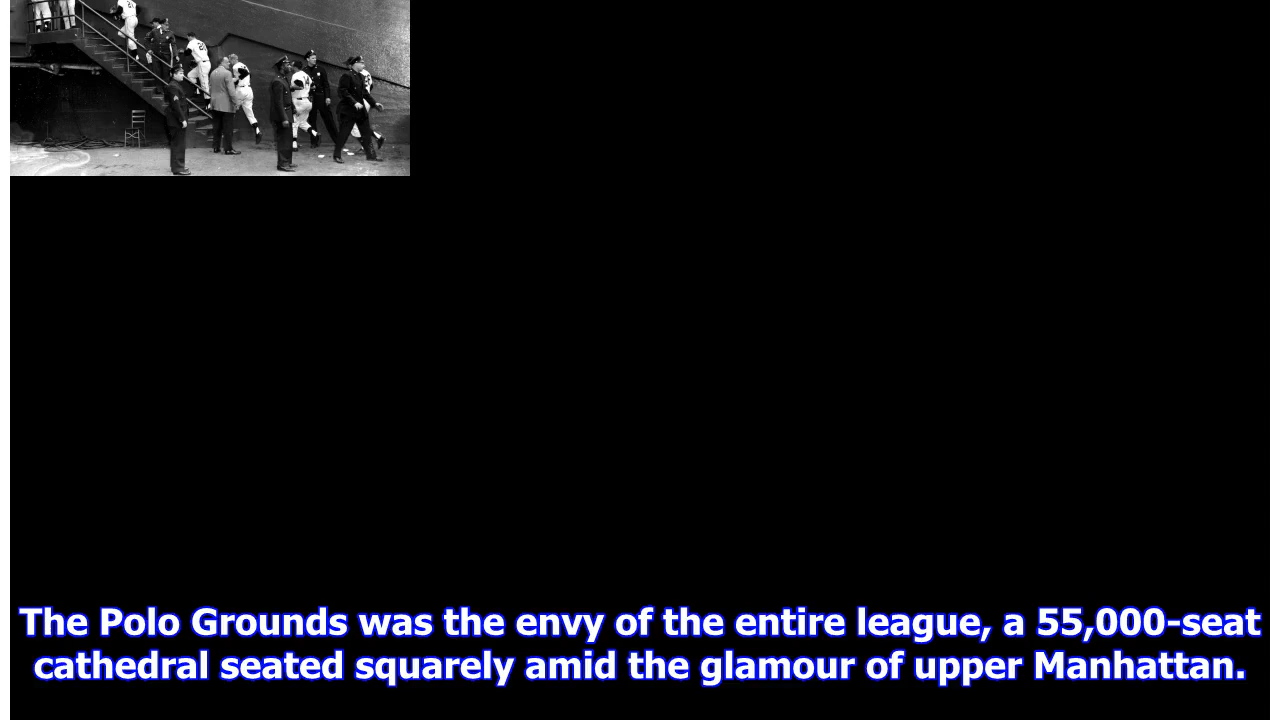 The Polo Grounds was the envy of the entire league, a 55,000-seat
cathedral seated squarely amid the glamour of upper Manhattan.